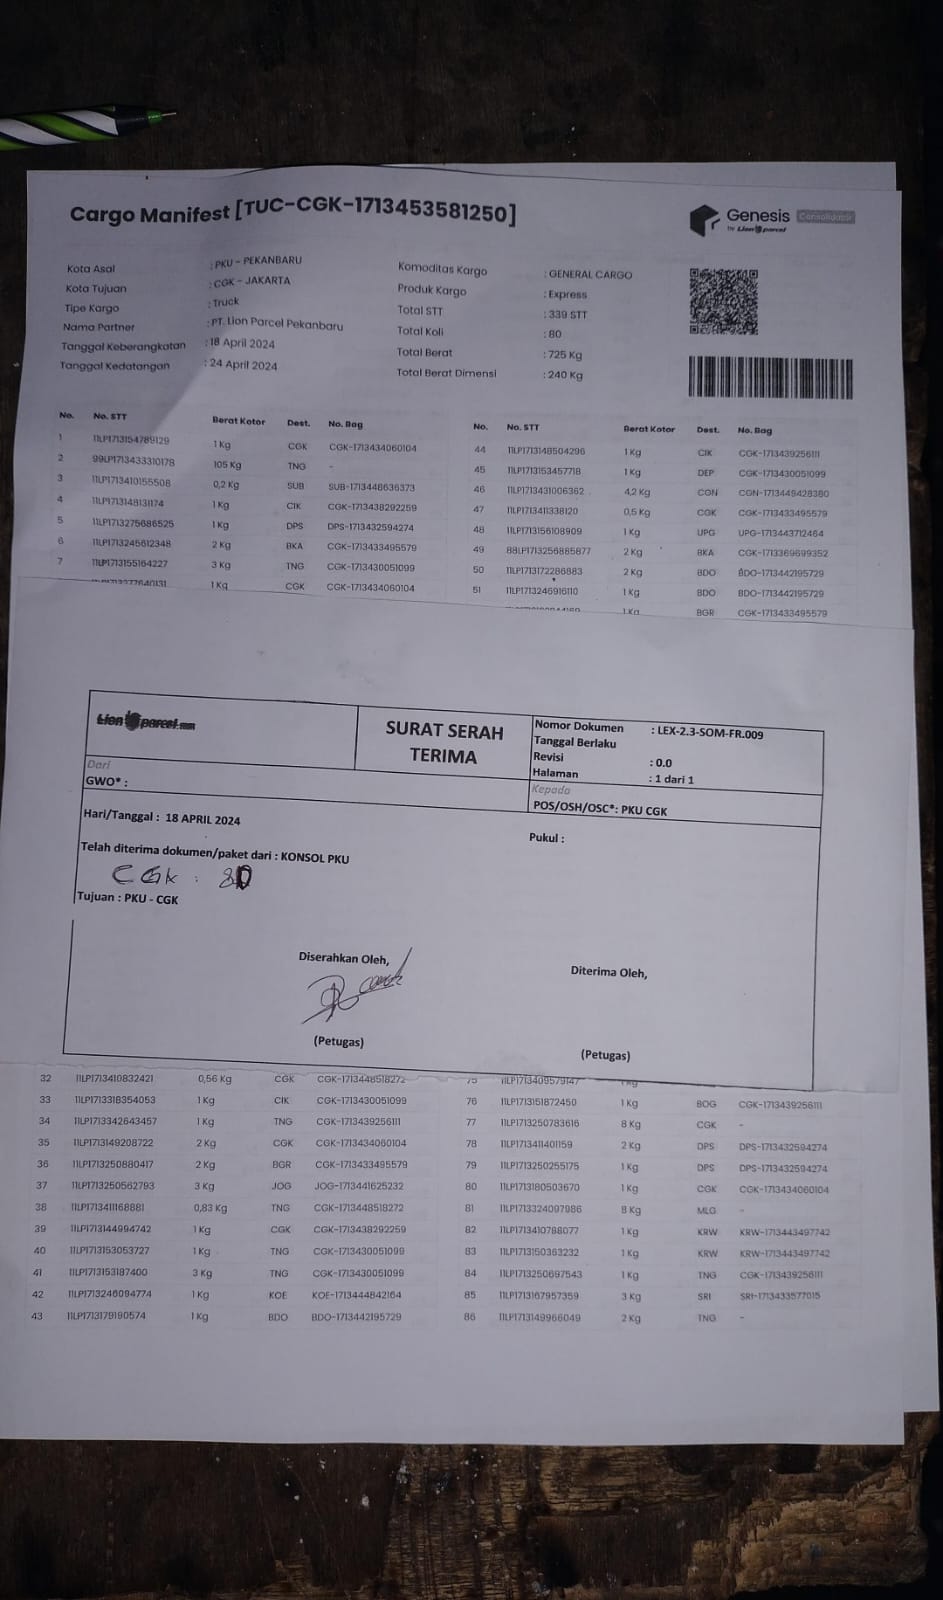 Cargo Manifest [TUC-CGK-1713453581250]
Genesis Consolidator
by Lion parcel
Kota Asal : PKU - PEKANBARU
Kota Tujuan : CGK - JAKARTA
Tipe Kargo : Truck
Nama Partner : PT. Lion Parcel Pekanbaru
Tanggal Keberangkatan : 18 April 2024
Tanggal Kedatangan : 24 April 2024
Komoditas Kargo : GENERAL CARGO
Produk Kargo : Express
Total STT : 339 STT
Total Koli : 80
Total Berat : 725 Kg
Total Berat Dimensi : 240 Kg
No. No. STT Berat Kotor Dest. No. Bag
1 11LP1713154789129 1 Kg CGK CGK-1713434060104
2 99LP1713433310178 105 Kg TNG -
3 11LP1713410155508 0,2 Kg SUB SUB-1713448636373
4 11LP1713148131174 1 Kg CIK CGK-1713438292259
5 11LP1713275686525 1 Kg DPS DPS-1713432594274
6 11LP1713245612348 2 Kg BKA CGK-1713433495579
7 11LP1713155164227 3 Kg TNG CGK-1713430051099
1 Kg CGK CGK-1713434060104
No. No. STT Berat Kotor Dest. No. Bag
44 11LP1713148504296 1 Kg CIK CGK-1713439256111
45 11LP1713153457718 1 Kg DEP CGK-1713430051099
46 11LP1713431006362 4,2 Kg CGN CGN-1713449428380
47 11LP1713411338120 0,5 Kg CGK CGK-1713433495579
48 11LP1713156108909 1 Kg UPG UPG-1713443712464
49 88LP1713256885877 2 Kg BKA CGK-1713369699352
50 11LP1713172286883 2 Kg BDO BDO-1713442195729
51 11LP1713246916110 1 Kg BDO BDO-1713442195729
1 Kg BGR CGK-1713433495579
Lion parcel.com
SURAT SERAH
TERIMA
Nomor Dokumen : LEX-2.3-SOM-FR.009
Tanggal Berlaku
Revisi : 0.0
Halaman : 1 dari 1
Dari
GWO* :
Kepada
POS/OSH/OSC*: PKU CGK
Hari/Tanggal : 18 APRIL 2024
Pukul :
Telah diterima dokumen/paket dari : KONSOL PKU
CGK : 80
Tujuan : PKU - CGK
Diserahkan Oleh,
Diterima Oleh,
(Petugas)
(Petugas)
32 11LP1713410832421 0,56 Kg CGK CGK-1713448518272
33 11LP1713318354053 1 Kg CIK CGK-1713430051099
34 11LP1713342643457 1 Kg TNG CGK-1713439256111
35 11LP1713149208722 2 Kg CGK CGK-1713434060104
36 11LP1713250880417 2 Kg BGR CGK-1713433495579
37 11LP1713250562793 3 Kg JOG JOG-1713441625232
38 11LP1713411168881 0,83 Kg TNG CGK-1713448518272
39 11LP1713144994742 1 Kg CGK CGK-1713438292259
40 11LP1713153053727 1 Kg TNG CGK-1713430051099
41 11LP1713153187400 3 Kg TNG CGK-1713430051099
42 11LP1713246094774 1 Kg KOE KOE-1713444842164
43 11LP1713179190574 1 Kg BDO BDO-1713442195729
75 11LP1713409579147 1 Kg
76 11LP1713151872450 1 Kg BOG CGK-1713439256111
77 11LP1713250783616 8 Kg CGK -
78 11LP1713411401159 2 Kg DPS DPS-1713432594274
79 11LP1713250255175 1 Kg DPS DPS-1713432594274
80 11LP1713180503670 1 Kg CGK CGK-1713434060104
81 11LP1713324097986 8 Kg MLG -
82 11LP1713410788077 1 Kg KRW KRW-1713443497742
83 11LP1713150363232 1 Kg KRW KRW-1713443497742
84 11LP1713250697543 1 Kg TNG CGK-1713439256111
85 11LP1713167957359 3 Kg SRI SRI-1713433577015
86 11LP1713149966049 2 Kg TNG -